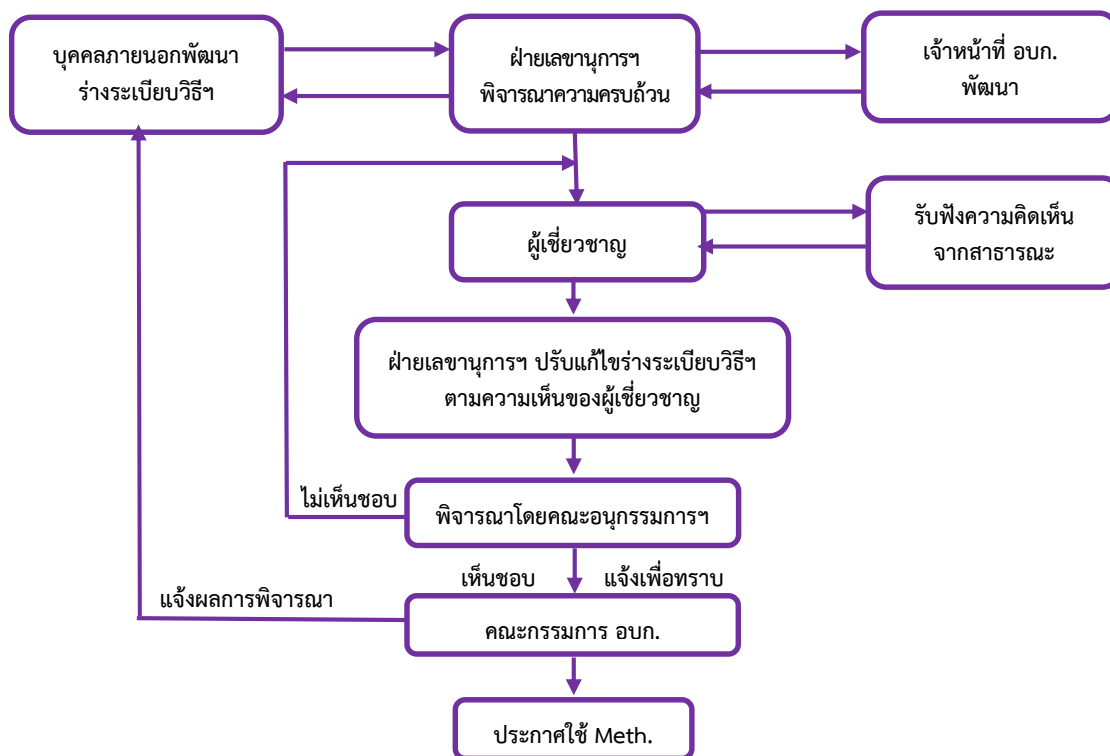 บุคคลภายนอกพัฒนา
ร่างระเบียบวิธีฯ
ฝ่ายเลขานุการฯ
พิจารณาความครบถ้วน
เจ้าหน้าที่ อบก.
พัฒนา
ผู้เชี่ยวชาญ
รับฟังความคิดเห็น
จากสาธารณะ
ฝ่ายเลขานุการฯ ปรับแก้ไขร่างระเบียบวิธีฯ
ตามความเห็นของผู้เชี่ยวชาญ
ไม่เห็นชอบ
พิจารณาโดยคณะอนุกรรมการฯ
เห็นชอบ
แจ้งเพื่อทราบ
แจ้งผลการพิจารณา
คณะกรรมการ อบก.
ประกาศใช้ Meth.